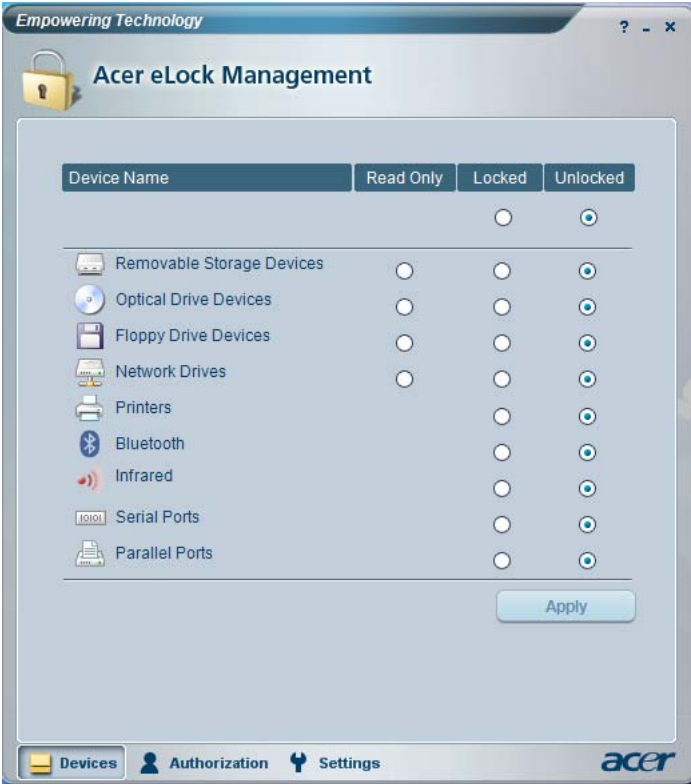 Empowering Technology
? - x
Acer eLock Management
Device Name Read Only Locked Unlocked
Removable Storage Devices
Optical Drive Devices
Floppy Drive Devices
Network Drives
Printers
Bluetooth
Infrared
10101 Serial Ports
Parallel Ports
Apply
Devices Authorization Settings acer